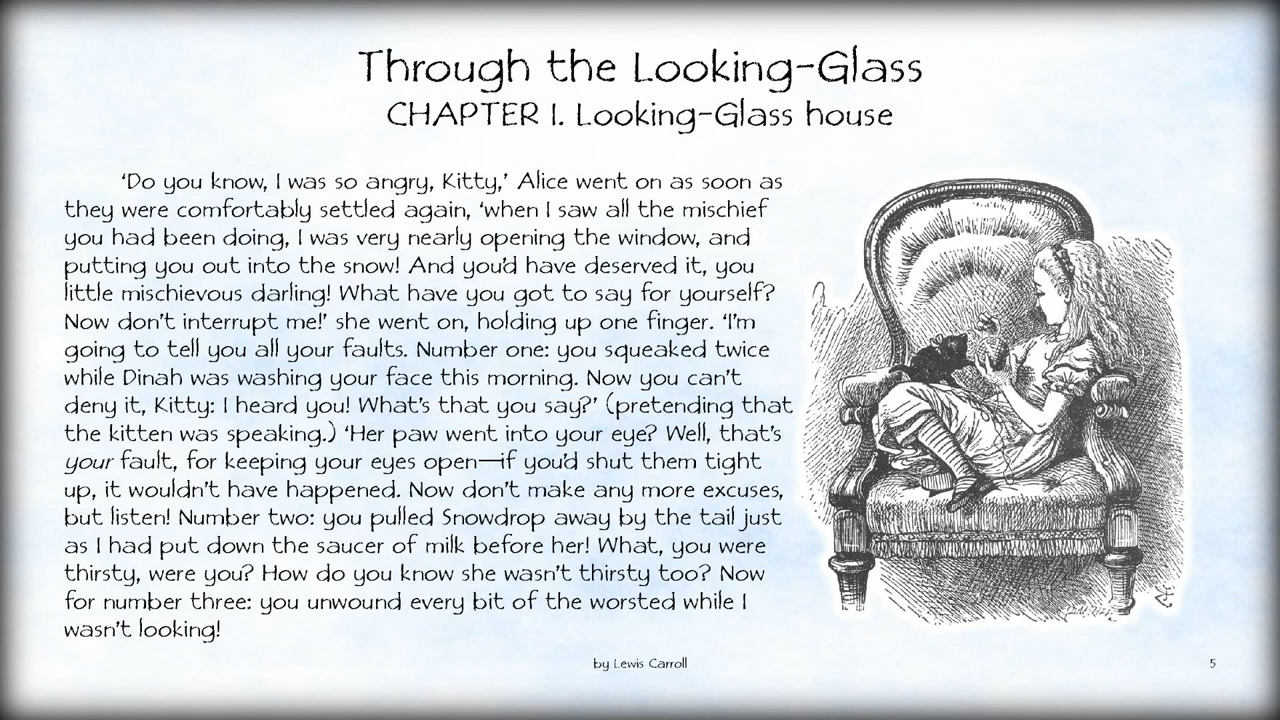 Through the Looking-Glass
CHAPTER I. Looking-Glass house
‘Do you know, I was so angry, Kitty,’ Alice went on as soon as
they were comfortably settled again, ‘when I saw all the mischief
you had been doing, I was very nearly opening the window, and
putting you out into the snow! And you’d have deserved it, you
little mischievous darling! What have you got to say for yourself?
Now don’t interrupt me!’ she went on, holding up one finger. ‘I’m
going to tell you all your faults. Number one: you squeaked twice
while Dinah was washing your face this morning. Now you can’t
deny it, Kitty: I heard you! What’s that you say?’ (pretending that
the kitten was speaking.) ‘Her paw went into your eye? Well, that’s
your fault, for keeping your eyes open—if you’d shut them tight
up, it wouldn’t have happened. Now don’t make any more excuses,
but listen! Number two: you pulled Snowdrop away by the tail just
as I had put down the saucer of milk before her! What, you were
thirsty, were you? How do you know she wasn’t thirsty too? Now
for number three: you unwound every bit of the worsted while I
wasn’t looking!
by Lewis Carroll
5